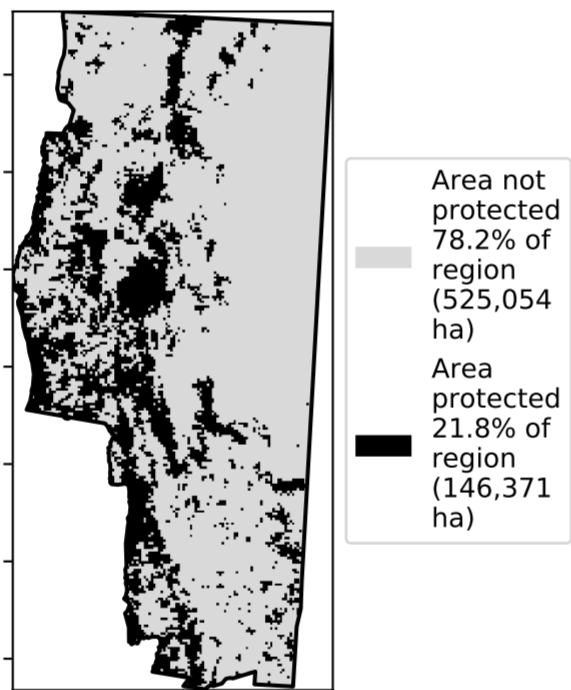 Area not
protected
78.2% of
region
(525,054
ha)
Area
protected
21.8% of
region
(146,371
ha)